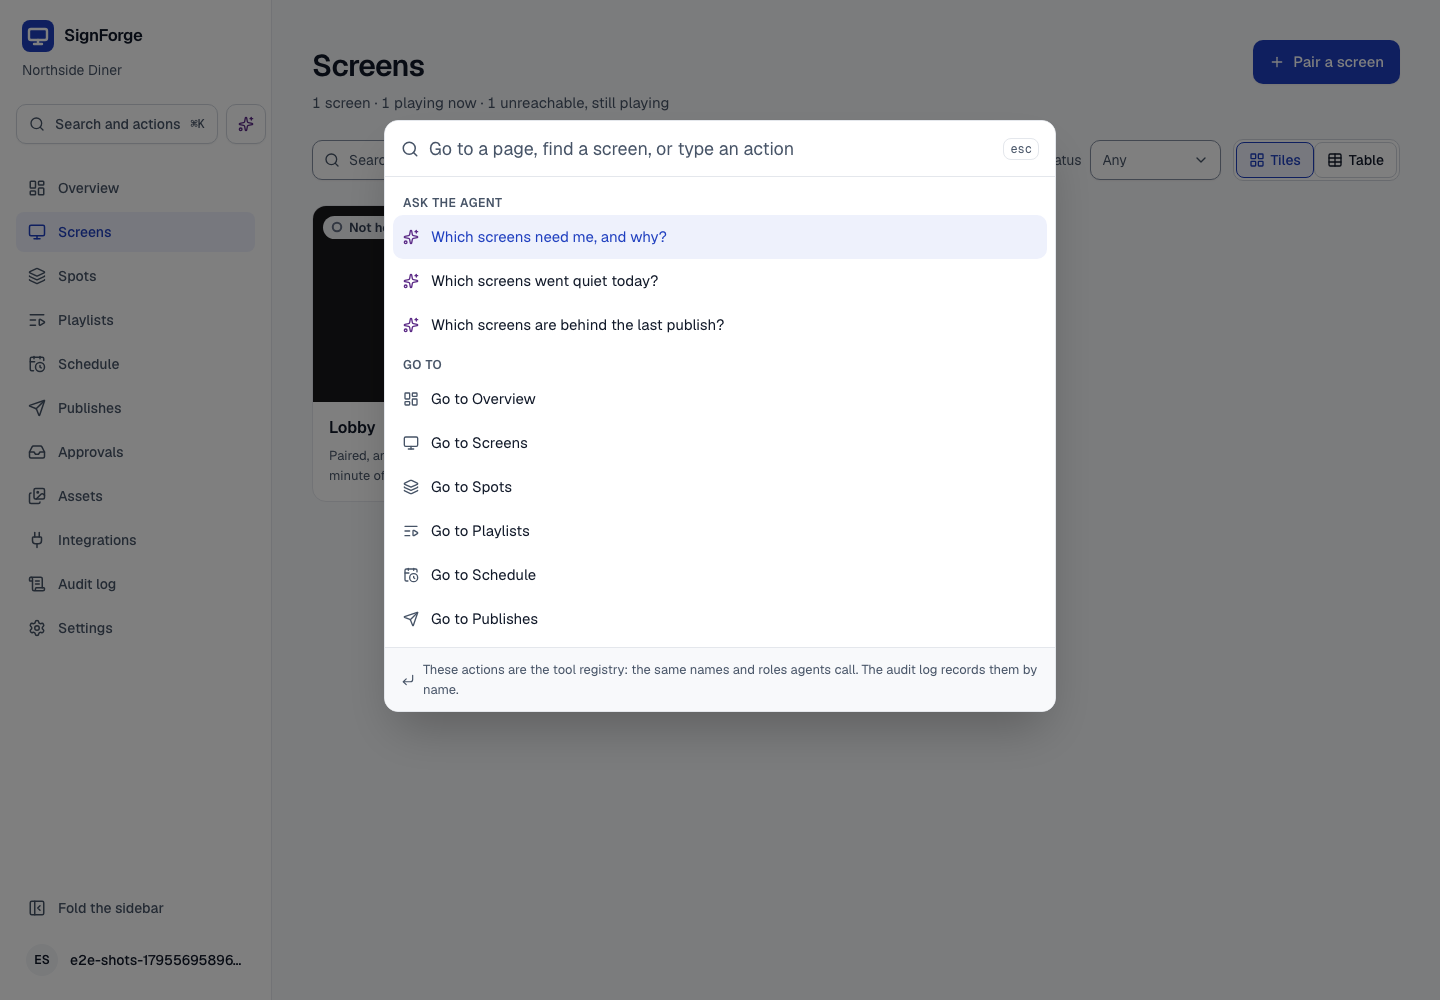 SignForge
Northside Diner
Search and actions ⌘K
Overview
Screens
Spots
Playlists
Schedule
Publishes
Approvals
Assets
Integrations
Audit log
Settings
Fold the sidebar
ES e2e-shots-17955695896...
Screens
1 screen · 1 playing now · 1 unreachable, still playing
Pair a screen
Any
Tiles
Table
Lobby
Paired,
minute
Go to a page, find a screen, or type an action
esc
ASK THE AGENT
Which screens need me, and why?
Which screens went quiet today?
Which screens are behind the last publish?
GO TO
Go to Overview
Go to Screens
Go to Spots
Go to Playlists
Go to Schedule
Go to Publishes
These actions are the tool registry: the same names and roles agents call. The audit log records them by
name.